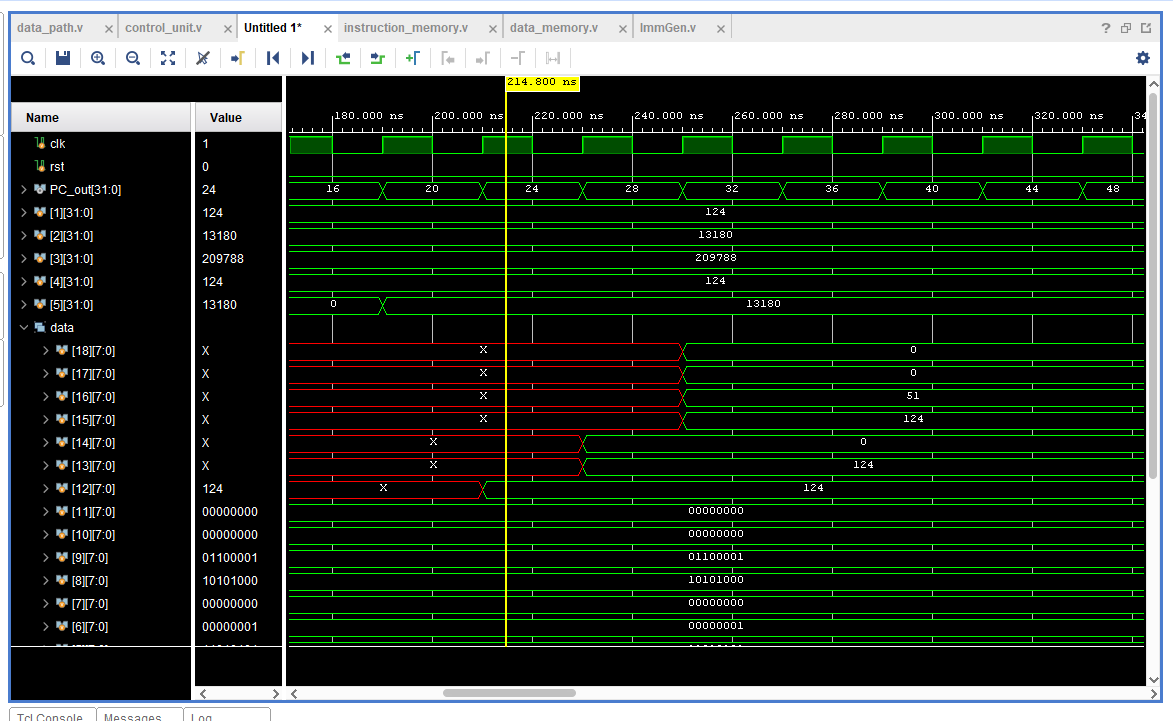 data_path.v × control_unit.v × Untitled 1* × instruction_memory.v × data_memory.v × ImmGen.v × ?
214.800 ns
Name Value
180.000 ns 200.000 ns 220.000 ns 240.000 ns 260.000 ns 280.000 ns 300.000 ns 320.000 ns 34
clk 1
rst 0
PC_out[31:0] 24 16 20 24 28 32 36 40 44 48
[1][31:0] 124 124
[2][31:0] 13180 13180
[3][31:0] 209788 209788
[4][31:0] 124 124
[5][31:0] 13180 0 13180
data
[18][7:0] X X 0
[17][7:0] X X 0
[16][7:0] X X 51
[15][7:0] X X 124
[14][7:0] X X 0
[13][7:0] X X 124
[12][7:0] 124 X 124
[11][7:0] 00000000 00000000
[10][7:0] 00000000 00000000
[9][7:0] 01100001 01100001
[8][7:0] 10101000 10101000
[7][7:0] 00000000 00000000
[6][7:0] 00000001 00000001
Tcl Console Messages Log